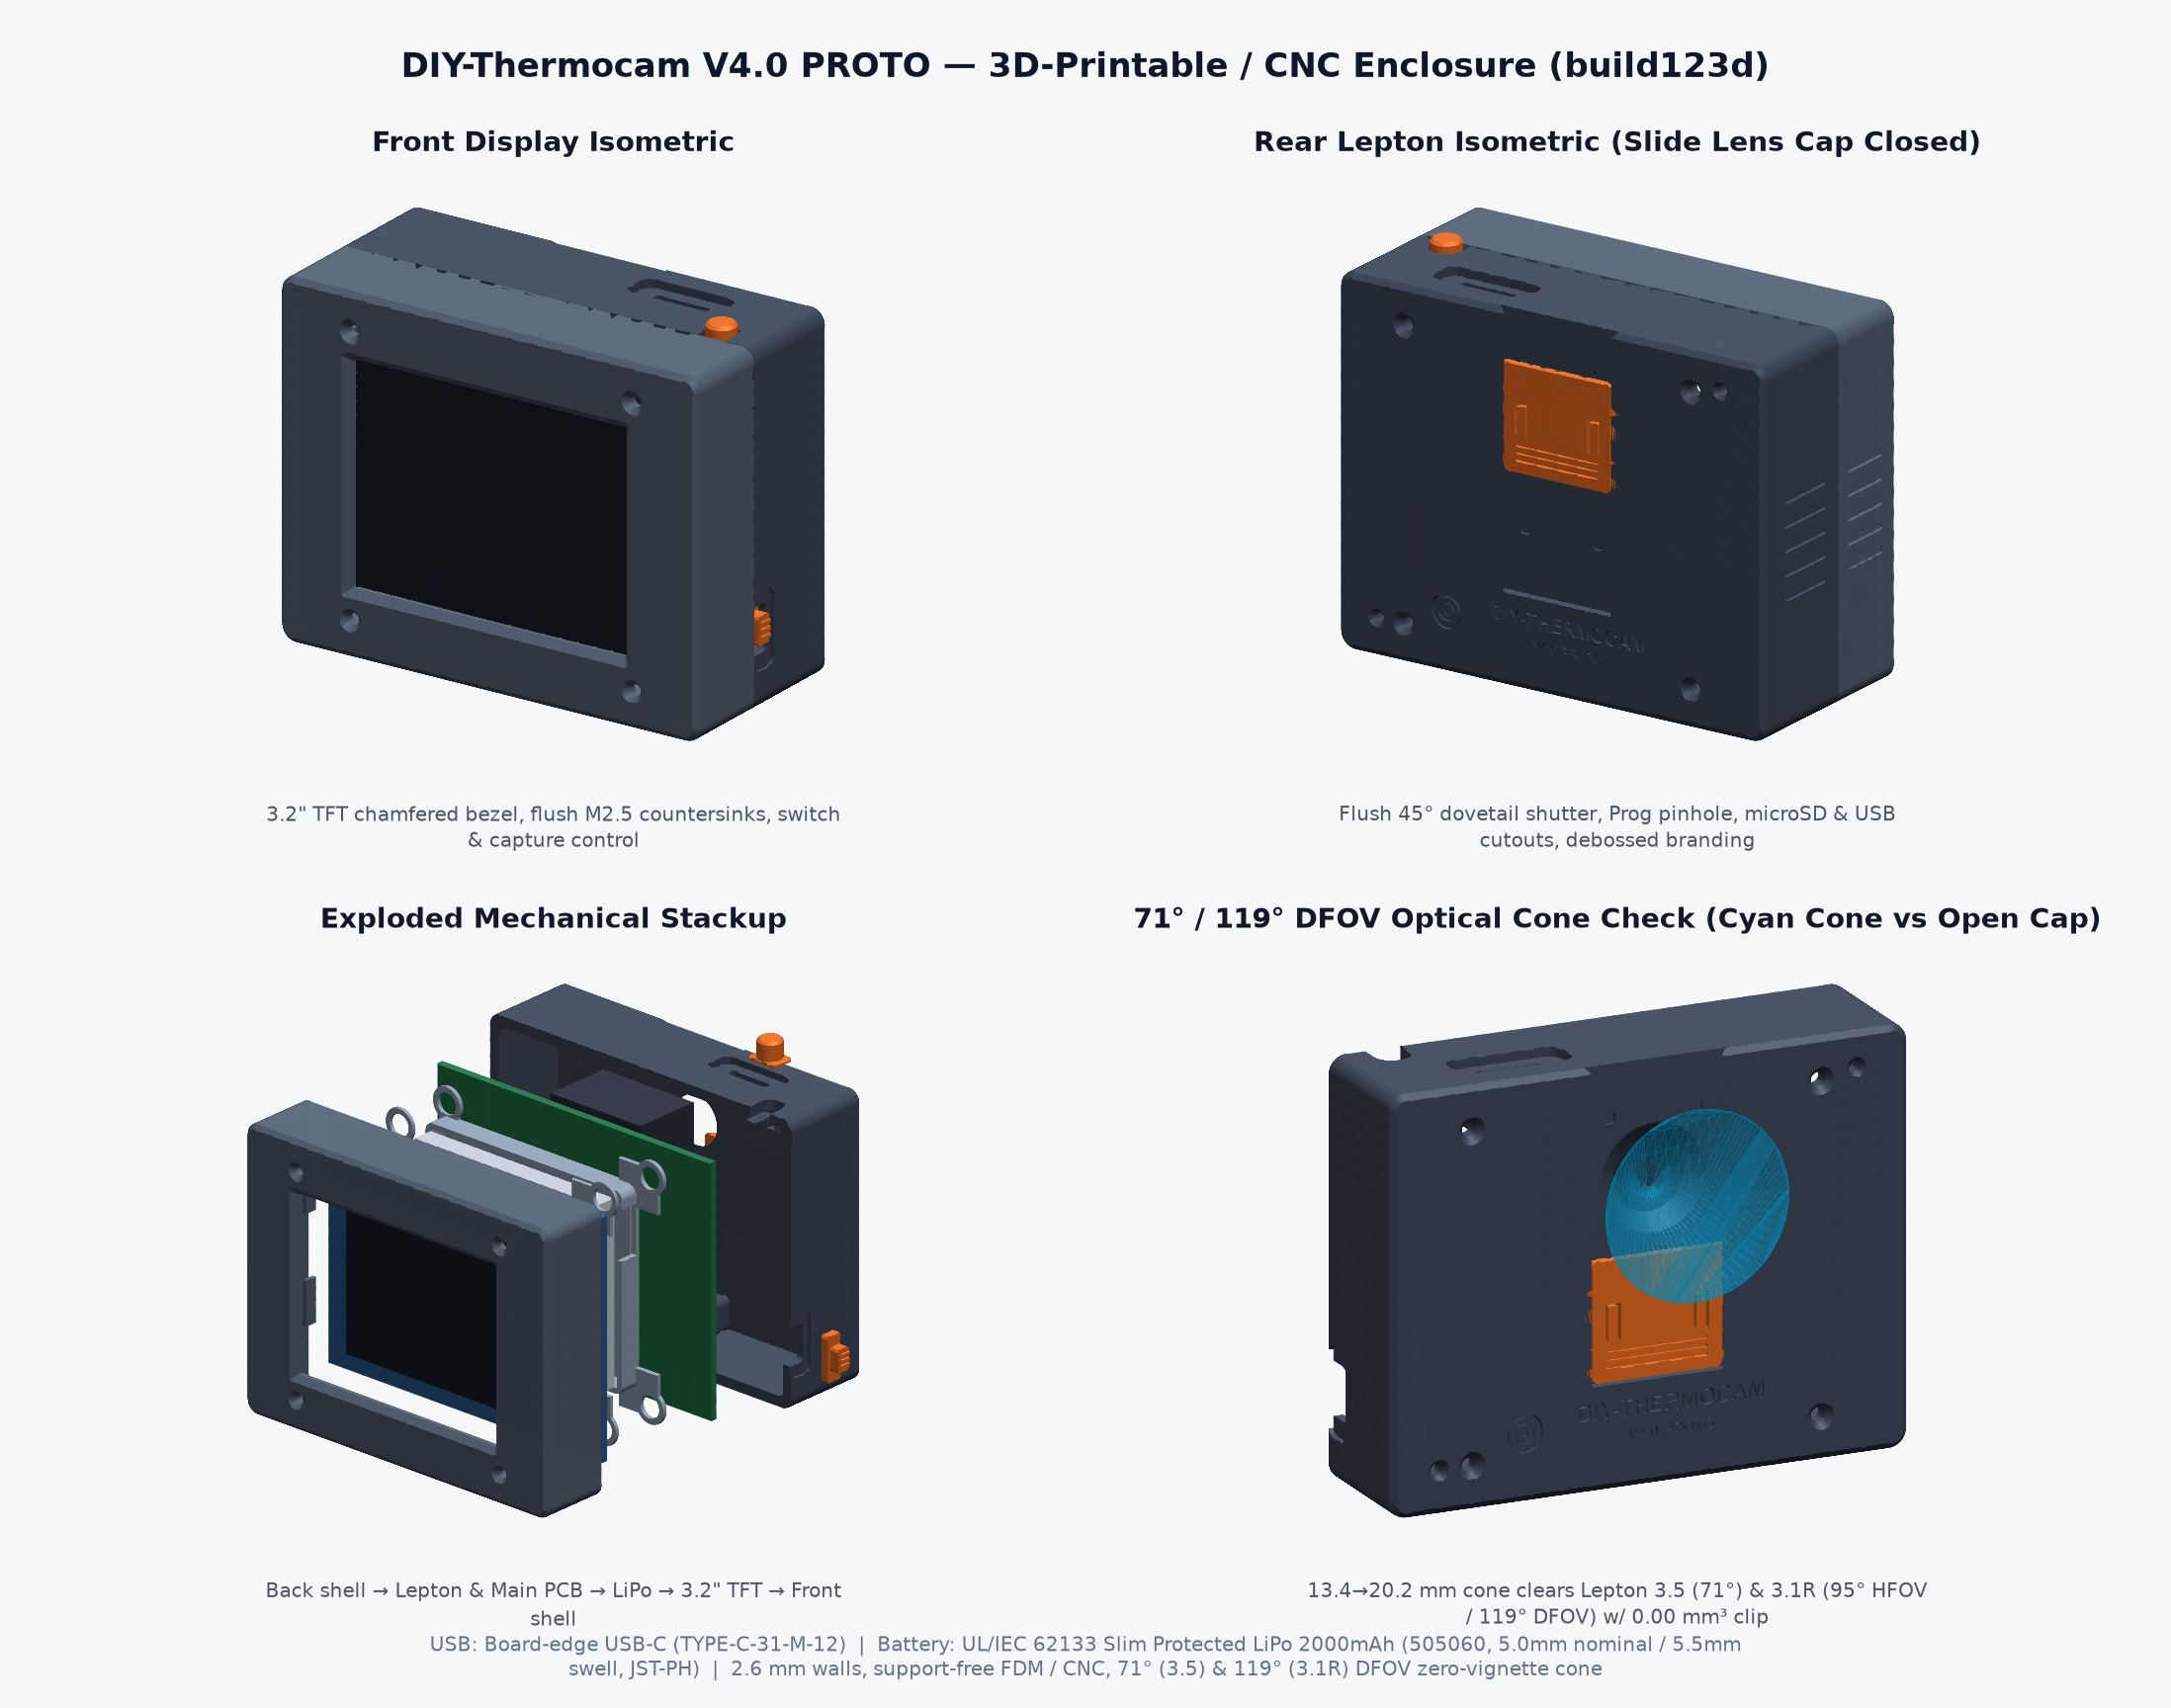 DIY-Thermocam V4.0 PROTO — 3D-Printable / CNC Enclosure (build123d)
Front Display Isometric
3.2" TFT chamfered bezel, flush M2.5 countersinks, switch
& capture control
Rear Lepton Isometric (Slide Lens Cap Closed)
DIY-THERMOCAM
Flush 45° dovetail shutter, Prog pinhole, microSD & USB
cutouts, debossed branding
Exploded Mechanical Stackup
Back shell → Lepton & Main PCB → LiPo → 3.2" TFT → Front
shell
71° / 119° DFOV Optical Cone Check (Cyan Cone vs Open Cap)
DIY-THERMOCAM
13.4→20.2 mm cone clears Lepton 3.5 (71°) & 3.1R (95° HFOV
/ 119° DFOV) w/ 0.00 mm³ clip
USB: Board-edge USB-C (TYPE-C-31-M-12) | Battery: UL/IEC 62133 Slim Protected LiPo 2000mAh (505060, 5.0mm nominal / 5.5mm
swell, JST-PH) | 2.6 mm walls, support-free FDM / CNC, 71° (3.5) & 119° (3.1R) DFOV zero-vignette cone